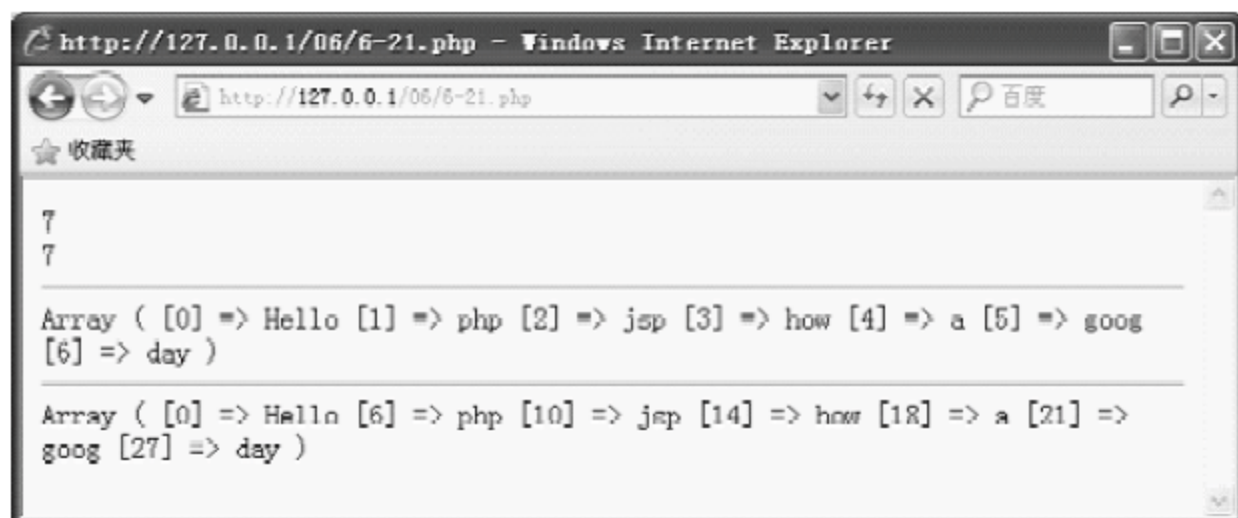 http://127.0.0.1/06/6-21.php - Windows Internet Explorer
http://127.0.0.1/06/6-21.php
百度
收藏夹
7
7
Array ( [0] => Hello [1] => php [2] => jsp [3] => how [4] => a [5] => goog
[6] => day )
Array ( [0] => Hello [6] => php [10] => jsp [14] => how [18] => a [21] =>
goog [27] => day )